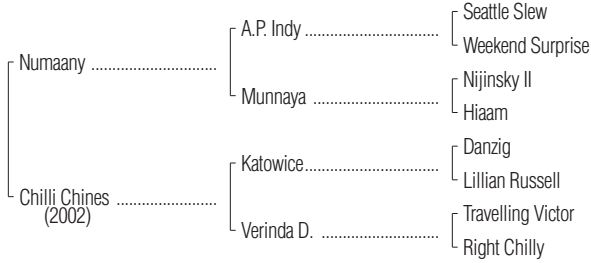 Seattle Slew
A.P. Indy ..............................
Weekend Surprise
Numaany ............................
Nijinsky II
Munnaya ............................
Hiaam
Danzig
Katowice..............................
Lillian Russell
Chilli Chines ......................
(2002)
Travelling Victor
Verinda D. ..........................
Right Chilly